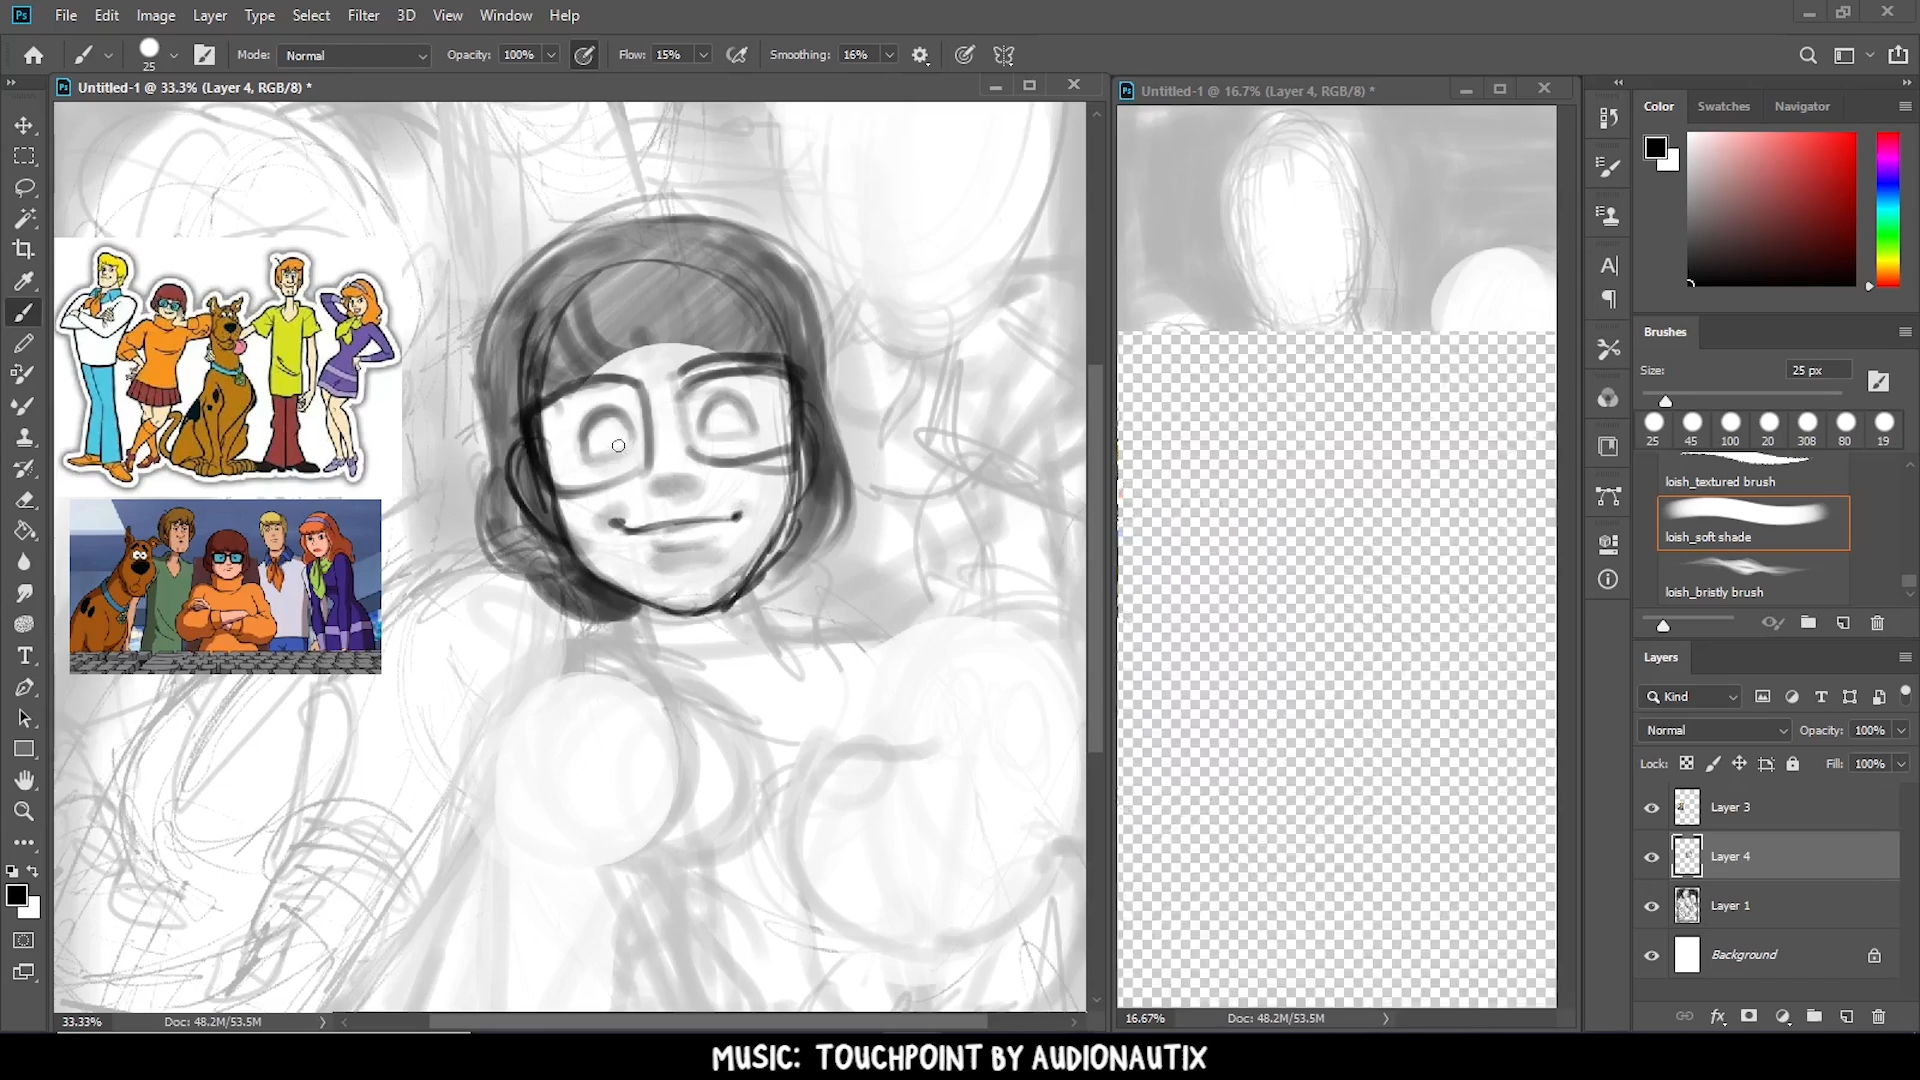 Ps File Edit Image Layer Type Select Filter 3D View Window Help
25 Mode: Normal Opacity: 100% Flow: 15% Smoothing: 16%
Ps Untitled-1 @ 33.3% (Layer 4, RGB/8) *
Ps Untitled-1 @ 16.7% (Layer 4, RGB/8) *
Color Swatches Navigator
Brushes
Size: 25 px
25 45 100 20 308 80 19
loish_textured brush
loish_soft shade
loish_bristly brush
Layers
Kind
Normal Opacity: 100%
Lock: Fill: 100%
Layer 3
Layer 4
Layer 1
Background
33.33% Doc: 48.2M/53.5M
16.67% Doc: 48.2M/53.5M
MUSIC: TOUCHPOINT BY AUDIONAUTIX